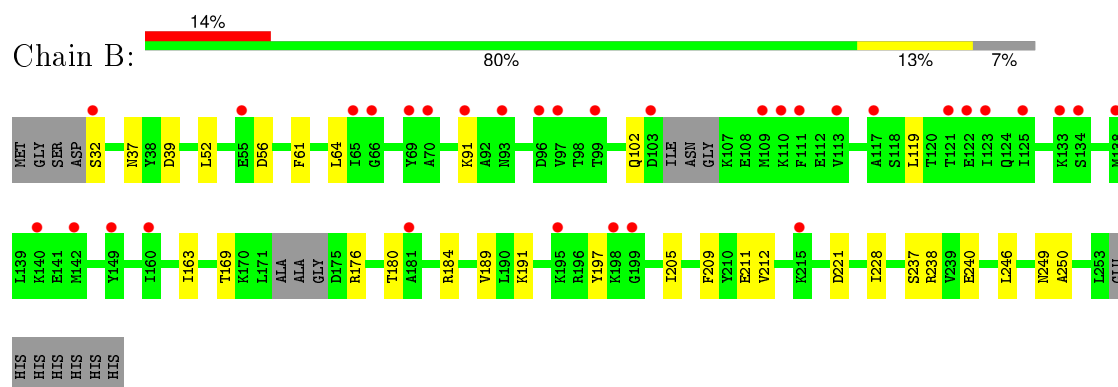 14%
Chain B:
80% 13% 7%
MET GLY SER ASP S32 N37 Y38 D39 L52 E55 D56 F61 L64 I65 G66 Y69 A70 K91 A92 N93 D96 V97 T98 T99 Q102 D103 ILE ASN GLY K107 E108 M109 K110 F111 E112 V113 A117 S118 L119 T120 T121 E122 I123 Q124 I125 K133 S134 M138
L139 K140 E141 M142 Y149 I160 I163 T169 K170 L171 ALA ALA GLY D175 R176 T180 A181 R184 V189 L190 K191 K195 R196 Y197 K198 G199 I205 F209 Y210 E211 V212 K215 D221 I228 S237 R238 V239 E240 L246 N249 A250 L253 GLU
HIS HIS HIS HIS HIS HIS